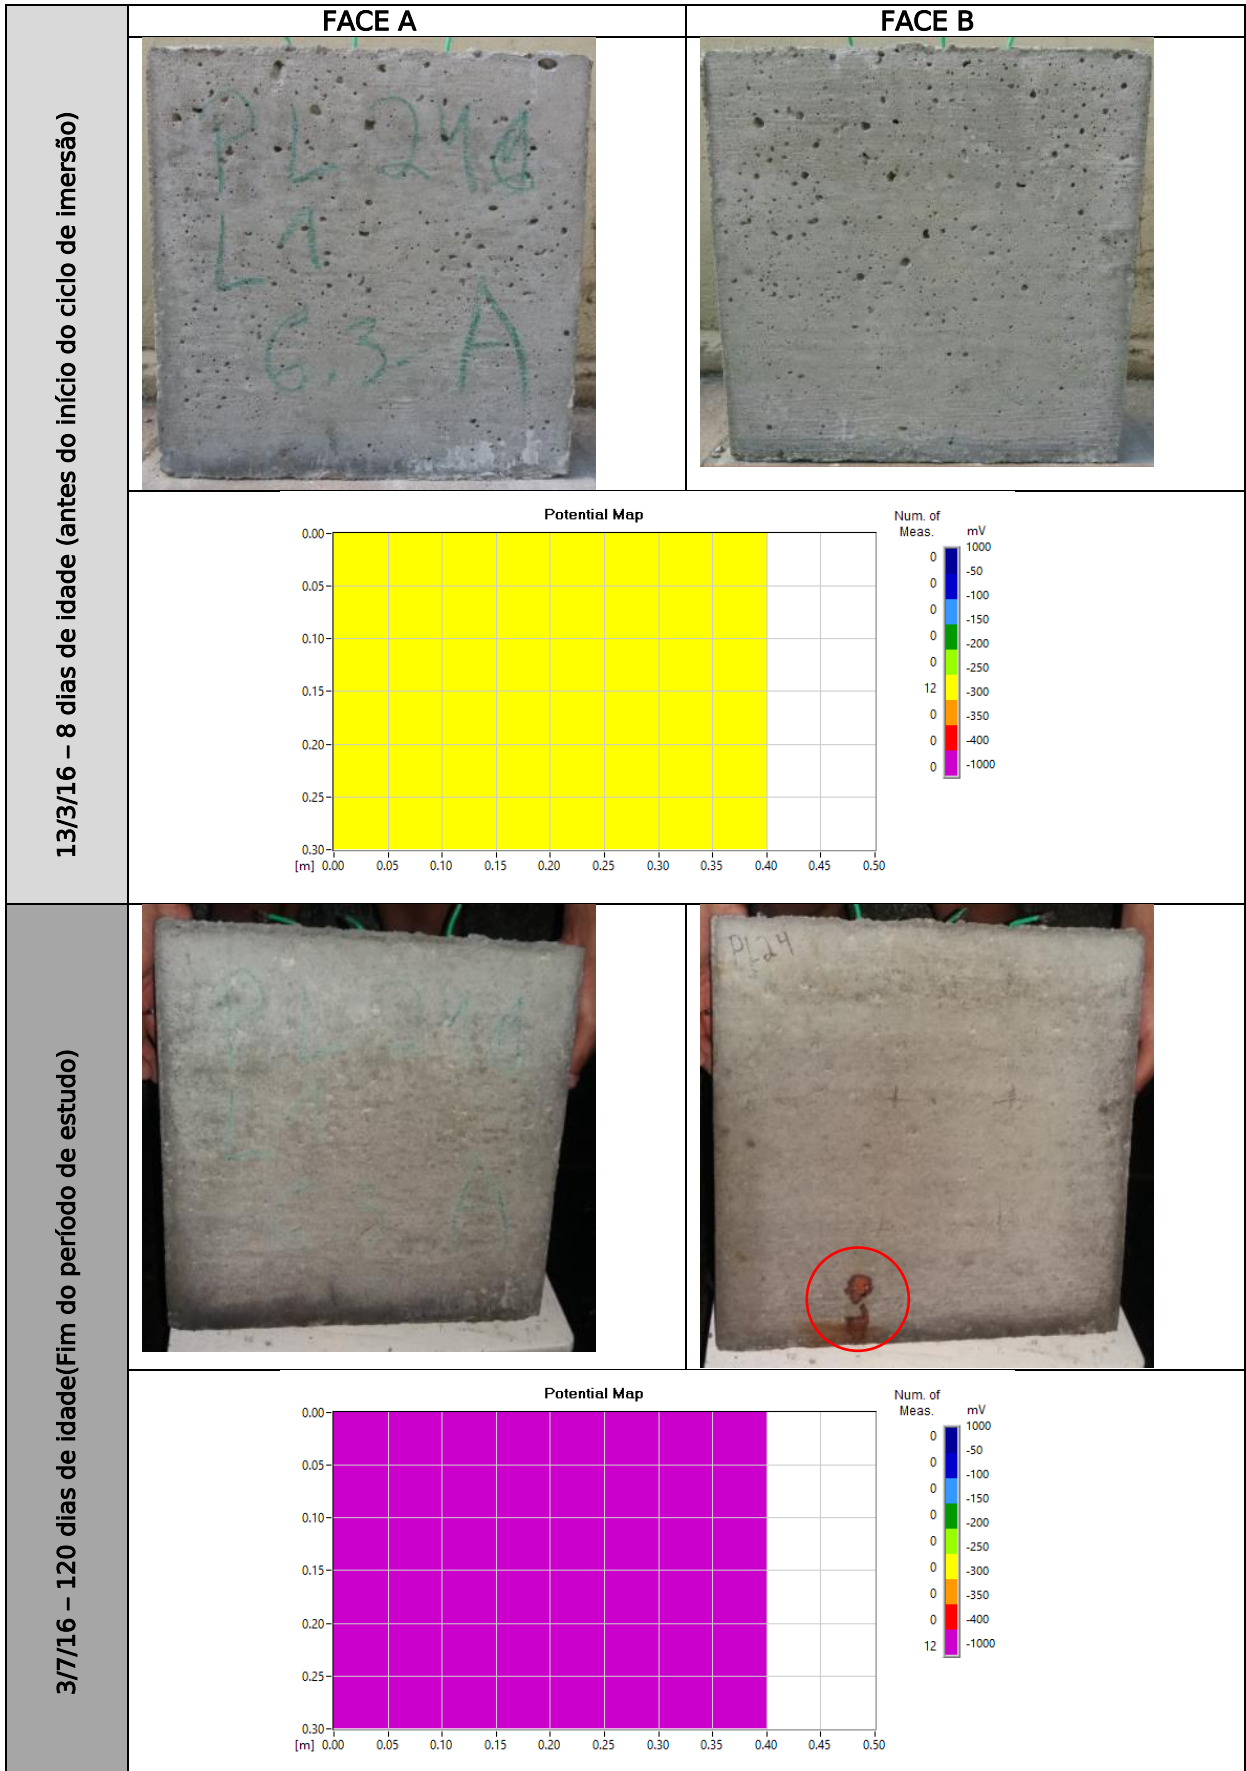 FACE A
FACE B
13/3/16 – 8 dias de idade (antes do início do ciclo de imersão)
PL 24
L1
6.3-A
Potential Map
Num. of
Meas.
mV
0.00
0.05
0.10
0.15
0.20
0.25
0.30
[m] 0.00 0.05 0.10 0.15 0.20 0.25 0.30 0.35 0.40 0.45 0.50
0
0
0
0
0
12
0
0
0
1000
-50
-100
-150
-200
-250
-300
-350
-400
-1000
3/7/16 – 120 dias de idade(Fim do período de estudo)
PL
L
A
PL24
Potential Map
Num. of
Meas.
mV
0.00
0.05
0.10
0.15
0.20
0.25
0.30
[m] 0.00 0.05 0.10 0.15 0.20 0.25 0.30 0.35 0.40 0.45 0.50
0
0
0
0
0
0
0
0
12
1000
-50
-100
-150
-200
-250
-300
-350
-400
-1000